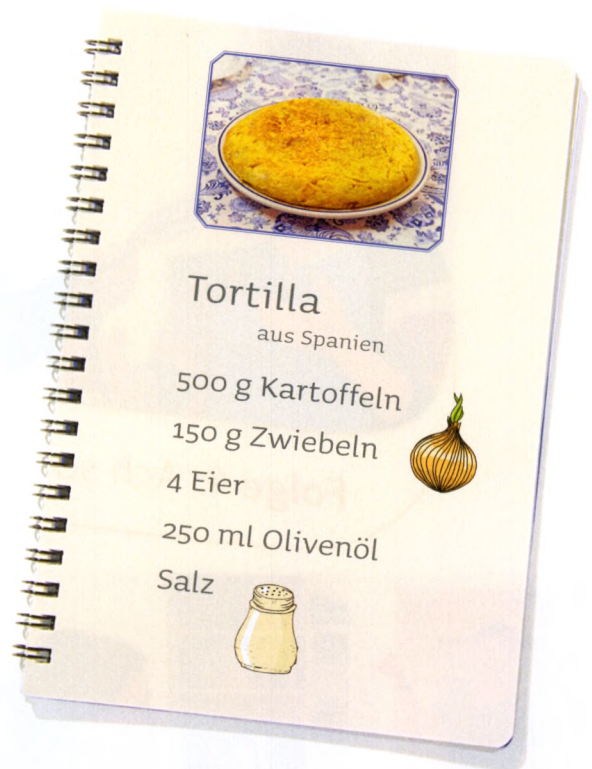 Tortilla
aus Spanien
500 g Kartoffeln
150 g Zwiebeln
4 Eier
250 ml Olivenöl
Salz